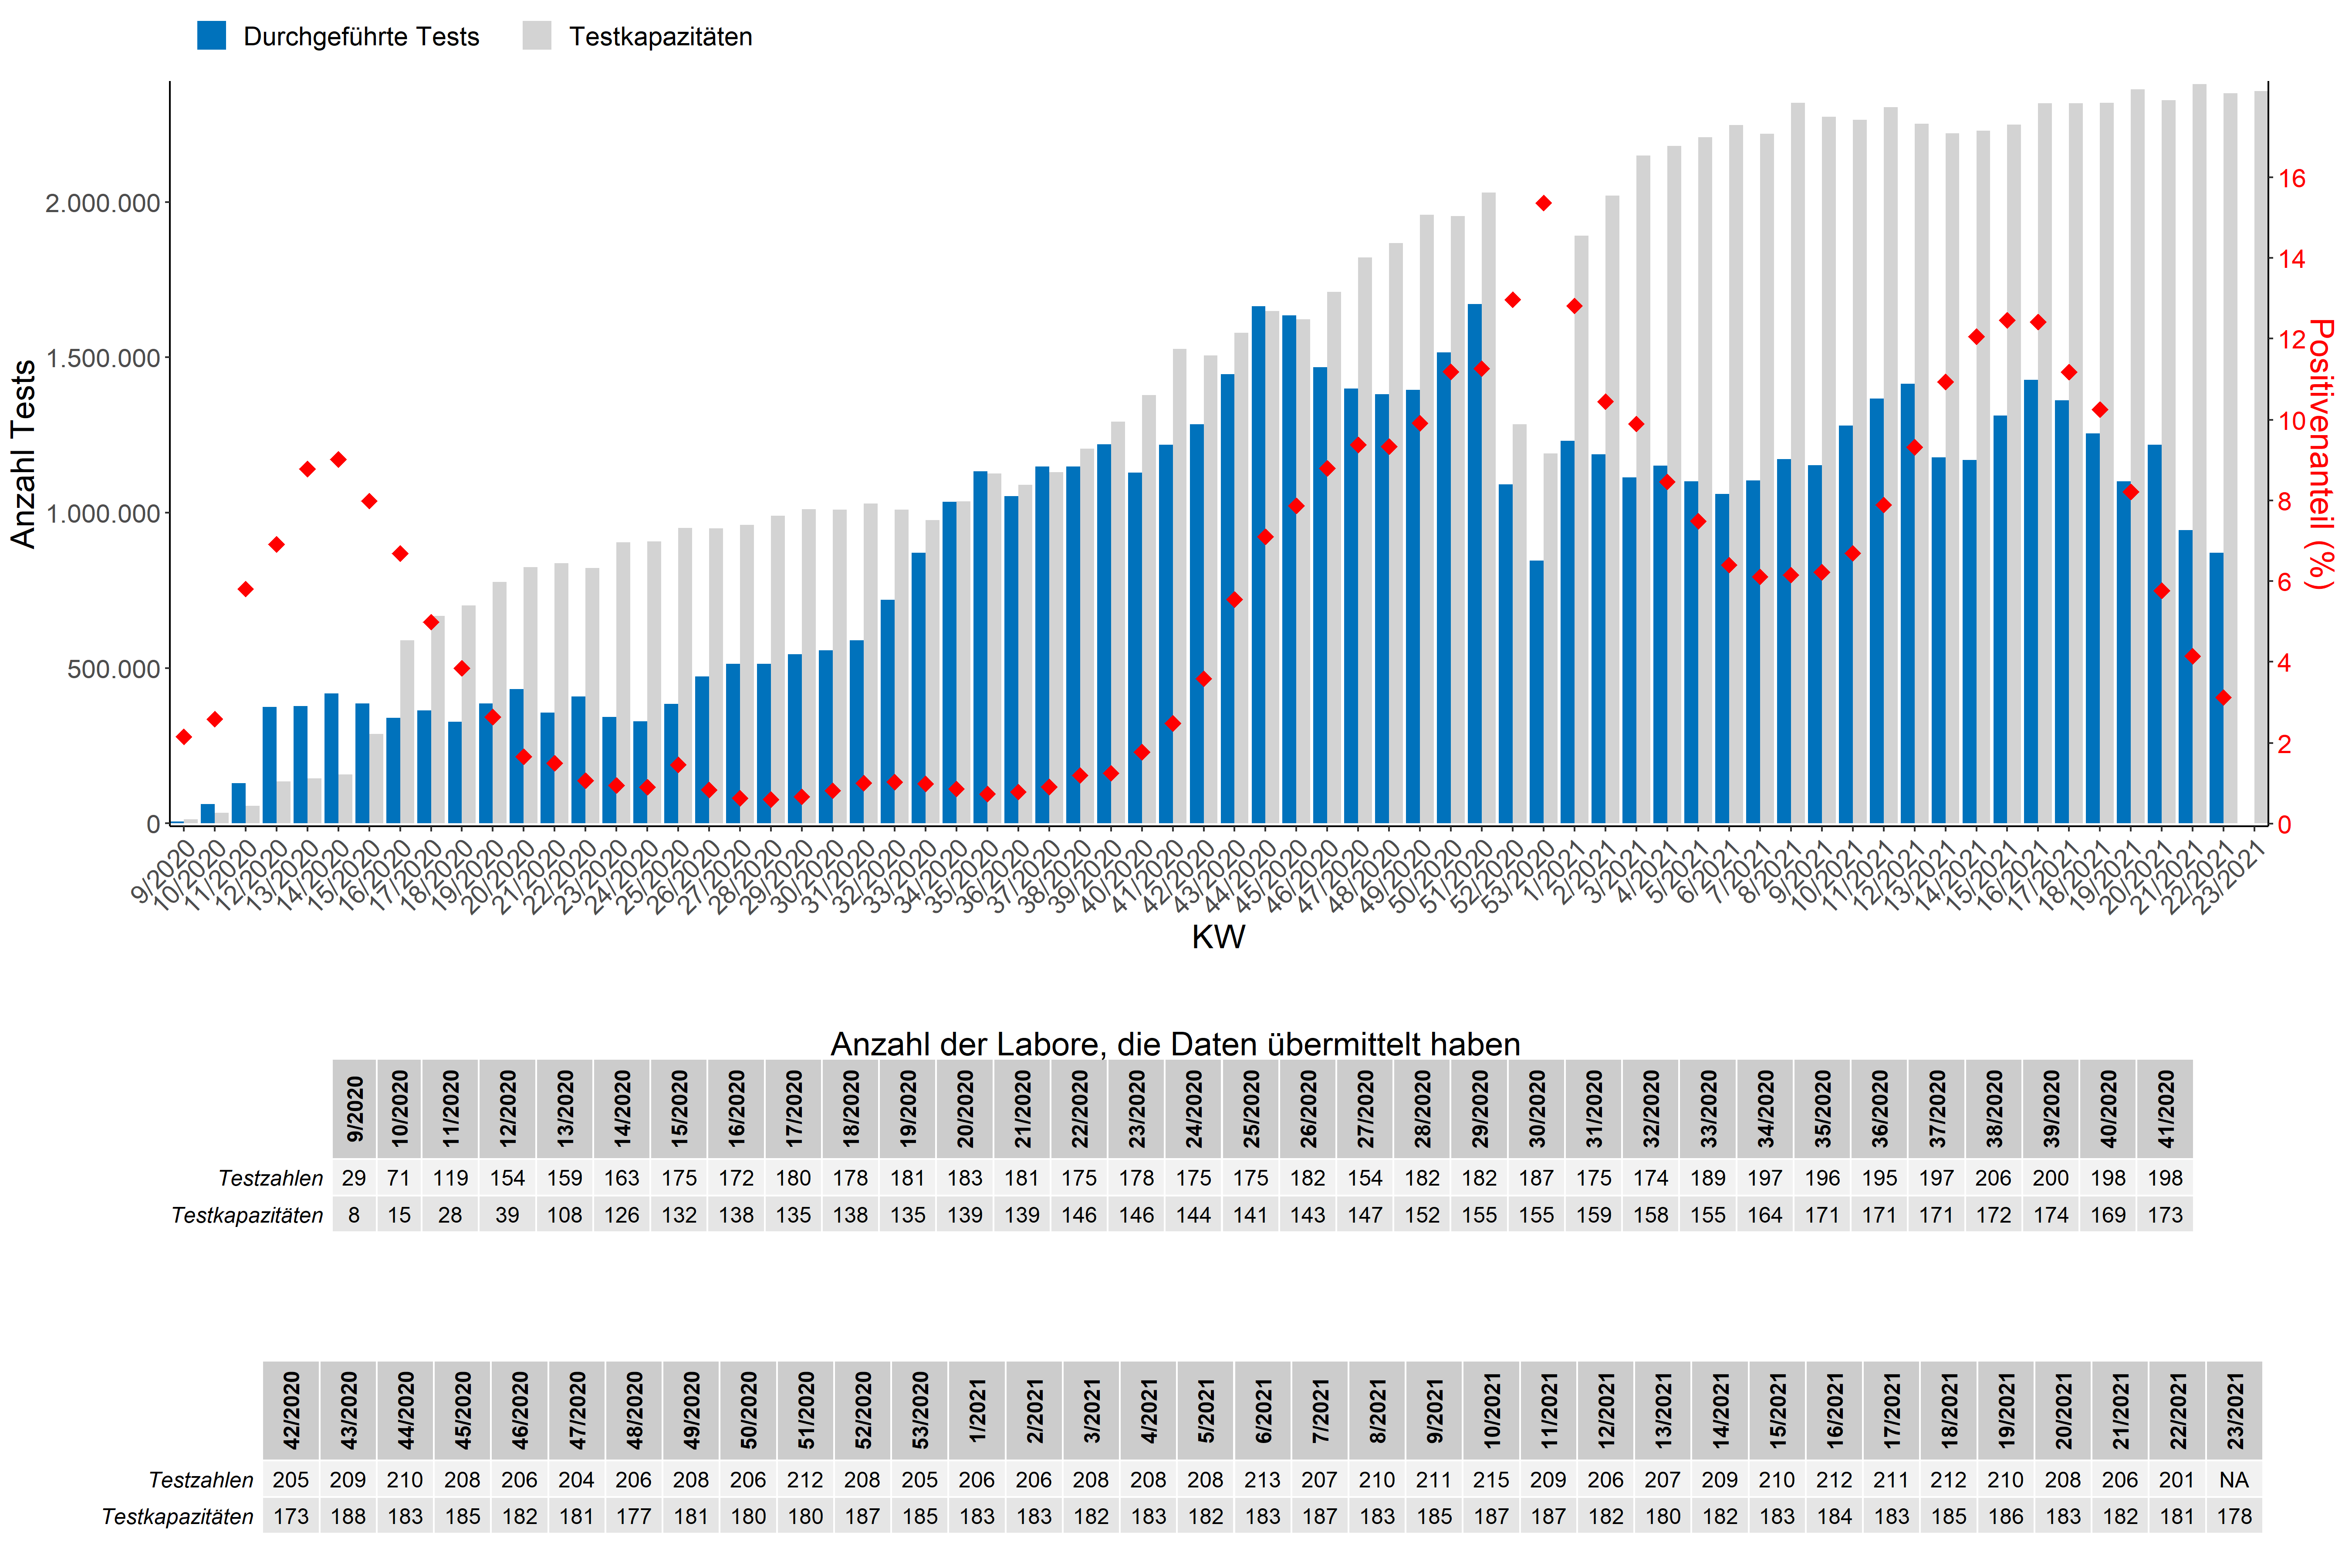 Durchgeführte Tests Testkapazitäten
Anzahl Tests
2.000.000
1.500.000
1.000.000
500.000
0
16
14
12
10
8
6
4
2
0
Positivenanteil (%)
9/2020 10/2020 11/2020 12/2020 13/2020 14/2020 15/2020 16/2020 17/2020 18/2020 19/2020 20/2020 21/2020 22/2020 23/2020 24/2020 25/2020 26/2020 27/2020 28/2020 29/2020 30/2020 31/2020 32/2020 33/2020 34/2020 35/2020 36/2020 37/2020 38/2020 39/2020 40/2020 41/2020 42/2020 43/2020 44/2020 45/2020 46/2020 47/2020 48/2020 49/2020 50/2020 51/2020 52/2020 53/2020 1/2021 2/2021 3/2021 4/2021 5/2021 6/2021 7/2021 8/2021 9/2021 10/2021 11/2021 12/2021 13/2021 14/2021 15/2021 16/2021 17/2021 18/2021 19/2021 20/2021 21/2021 22/2021 23/2021
KW
Anzahl der Labore, die Daten übermittelt haben
9/2020 10/2020 11/2020 12/2020 13/2020 14/2020 15/2020 16/2020 17/2020 18/2020 19/2020 20/2020 21/2020 22/2020 23/2020 24/2020 25/2020 26/2020 27/2020 28/2020 29/2020 30/2020 31/2020 32/2020 33/2020 34/2020 35/2020 36/2020 37/2020 38/2020 39/2020 40/2020 41/2020
Testzahlen 29 71 119 154 159 163 175 172 180 178 181 183 181 175 178 175 175 182 154 182 182 187 175 174 189 197 196 195 197 206 200 198 198
Testkapazitäten 8 15 28 39 108 126 132 138 135 138 135 139 139 146 146 144 141 143 147 152 155 155 159 158 155 164 171 171 171 172 174 169 173
42/2020 43/2020 44/2020 45/2020 46/2020 47/2020 48/2020 49/2020 50/2020 51/2020 52/2020 53/2020 1/2021 2/2021 3/2021 4/2021 5/2021 6/2021 7/2021 8/2021 9/2021 10/2021 11/2021 12/2021 13/2021 14/2021 15/2021 16/2021 17/2021 18/2021 19/2021 20/2021 21/2021 22/2021 23/2021
Testzahlen 205 209 210 208 206 204 206 208 206 212 208 205 206 206 208 208 208 213 207 210 211 215 209 206 207 209 210 212 211 212 210 208 206 201 NA
Testkapazitäten 173 188 183 185 182 181 177 181 180 180 187 185 183 183 182 183 182 183 187 183 185 187 187 182 180 182 183 184 183 185 186 183 182 181 178